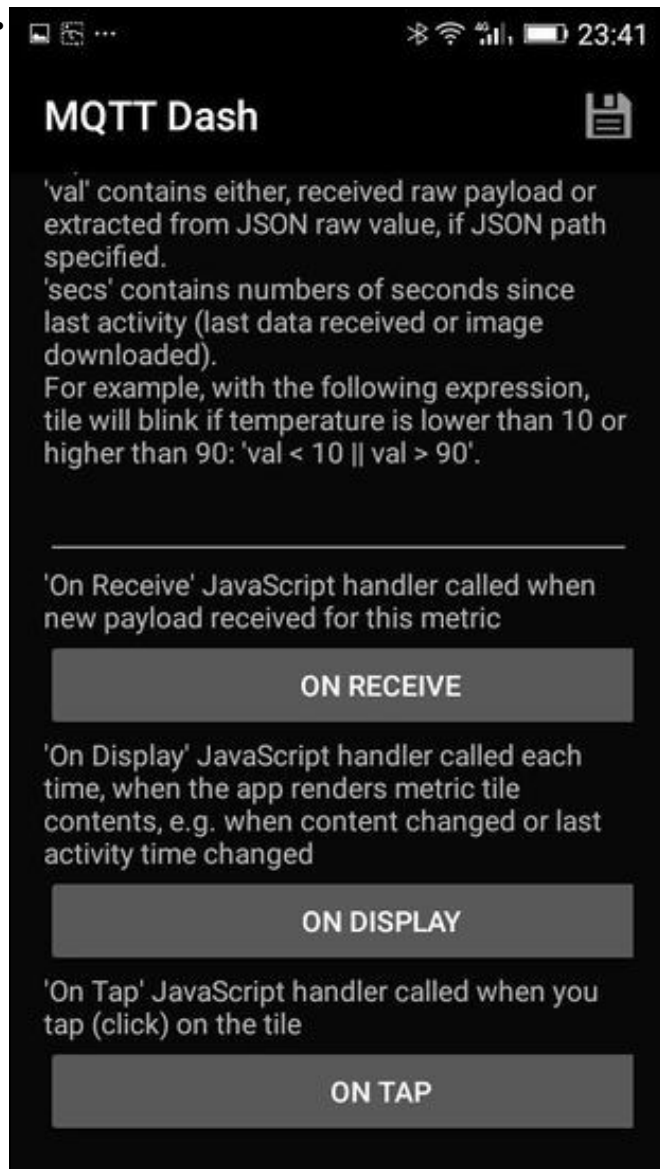 23:41
MQTT Dash
'val' contains either, received raw payload or
extracted from JSON raw value, if JSON path
specified.
'secs' contains numbers of seconds since
last activity (last data received or image
downloaded).
For example, with the following expression,
tile will blink if temperature is lower than 10 or
higher than 90: 'val < 10 || val > 90'.
'On Receive' JavaScript handler called when
new payload received for this metric
ON RECEIVE
'On Display' JavaScript handler called each
time, when the app renders metric tile
contents, e.g. when content changed or last
activity time changed
ON DISPLAY
'On Tap' JavaScript handler called when you
tap (click) on the tile
ON TAP